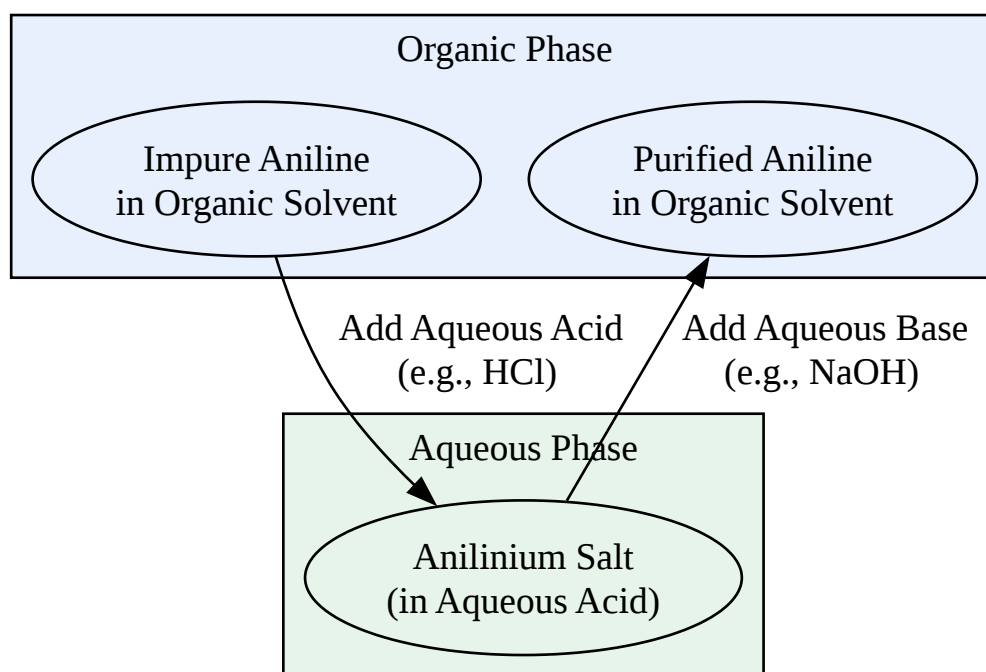 Organic Phase
Impure Aniline
in Organic Solvent
Purified Aniline
in Organic Solvent
Add Aqueous Acid
(e.g., HCl)
Add Aqueous Base
(e.g., NaOH)
Aqueous Phase
Anilinium Salt
(in Aqueous Acid)